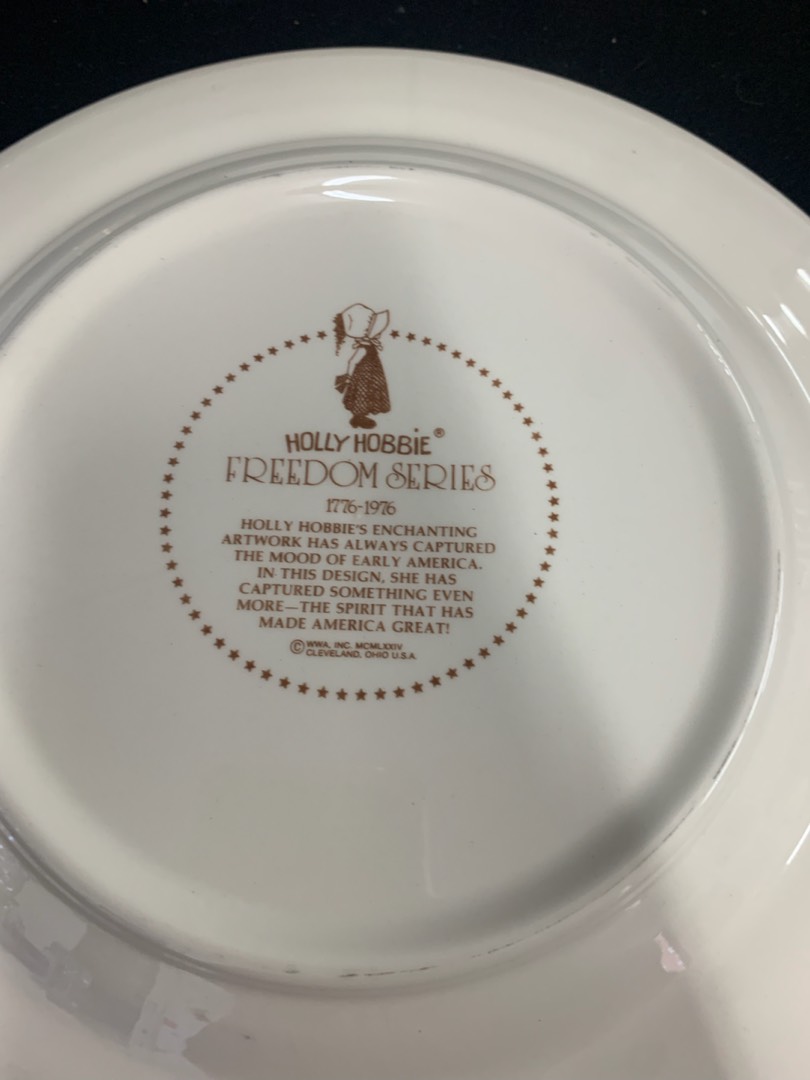 HOLLY HOBBIE®
FREEDOM SERIES
1776-1976
HOLLY HOBBIE'S ENCHANTING
ARTWORK HAS ALWAYS CAPTURED
THE MOOD OF EARLY AMERICA.
IN THIS DESIGN, SHE HAS
CAPTURED SOMETHING EVEN
MORE—THE SPIRIT THAT HAS
MADE AMERICA GREAT!
© WWA, INC. MCMLXXIV
CLEVELAND, OHIO U.S.A.